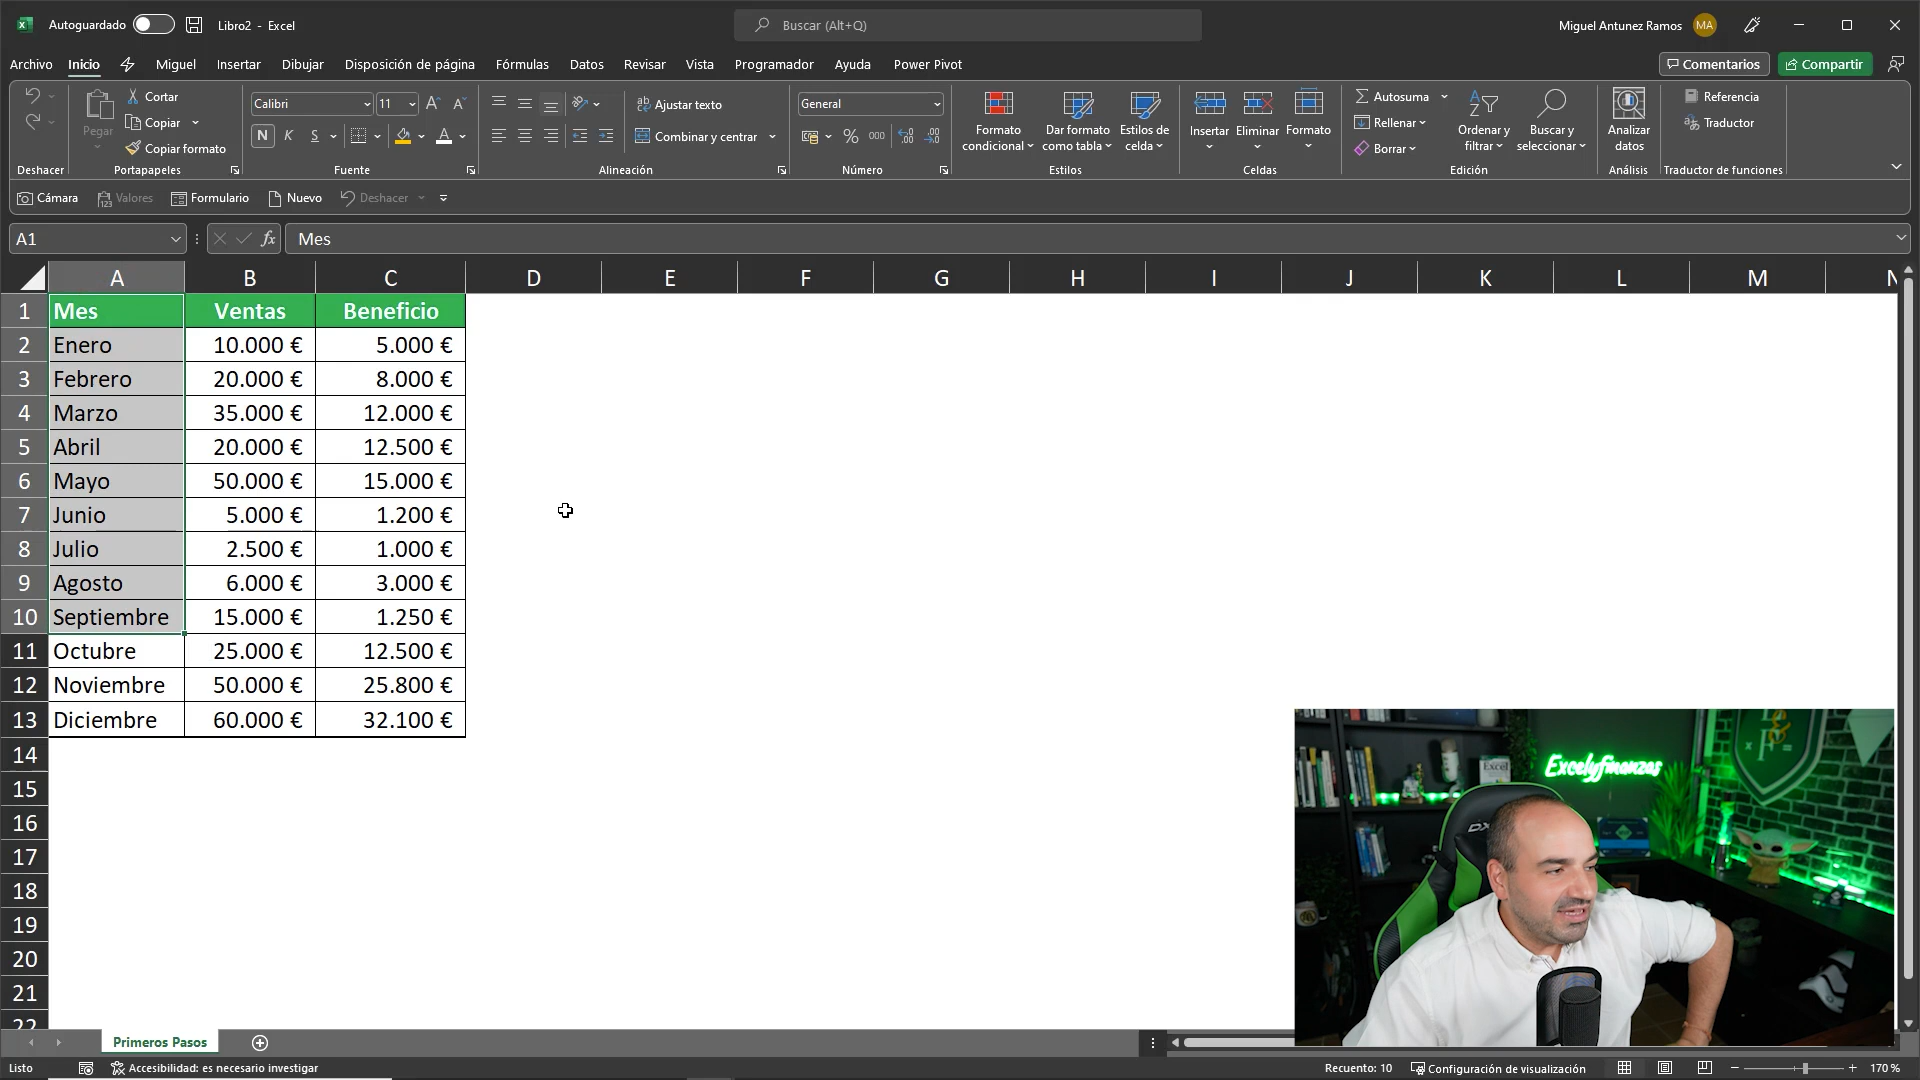 Autoguardado Libro2 - Excel Buscar (Alt+Q) Miguel Antunez Ramos MA
Archivo Inicio Miguel Insertar Dibujar Disposición de página Fórmulas Datos Revisar Vista Programador Ayuda Power Pivot Comentarios Compartir
Pegar Cortar Copiar Copiar formato
Calibri 11 N K S
Ajustar texto
Combinar y centrar
General % 000
Formato condicional Dar formato como tabla Estilos de celda
Insertar Eliminar Formato
Autosuma Rellenar Borrar
Ordenar y filtrar Buscar y seleccionar
Analizar datos
Referencia
Traductor
Deshacer Portapapeles Fuente Alineación Número Estilos Celdas Edición Análisis Traductor de funciones
Cámara Valores Formulario Nuevo Deshacer
A1 fx Mes
A B C D E F G H I J K L M N
1 Mes Ventas Beneficio
2 Enero 10.000 € 5.000 €
3 Febrero 20.000 € 8.000 €
4 Marzo 35.000 € 12.000 €
5 Abril 20.000 € 12.500 €
6 Mayo 50.000 € 15.000 €
7 Junio 5.000 € 1.200 €
8 Julio 2.500 € 1.000 €
9 Agosto 6.000 € 3.000 €
10 Septiembre 15.000 € 1.250 €
11 Octubre 25.000 € 12.500 €
12 Noviembre 50.000 € 25.800 €
13 Diciembre 60.000 € 32.100 €
14
15
16
17
18
19
20
21
22
Excel
Excelyfinanzas
Primeros Pasos
Listo Accesibilidad: es necesario investigar Recuento: 10 Configuración de visualización 170 %